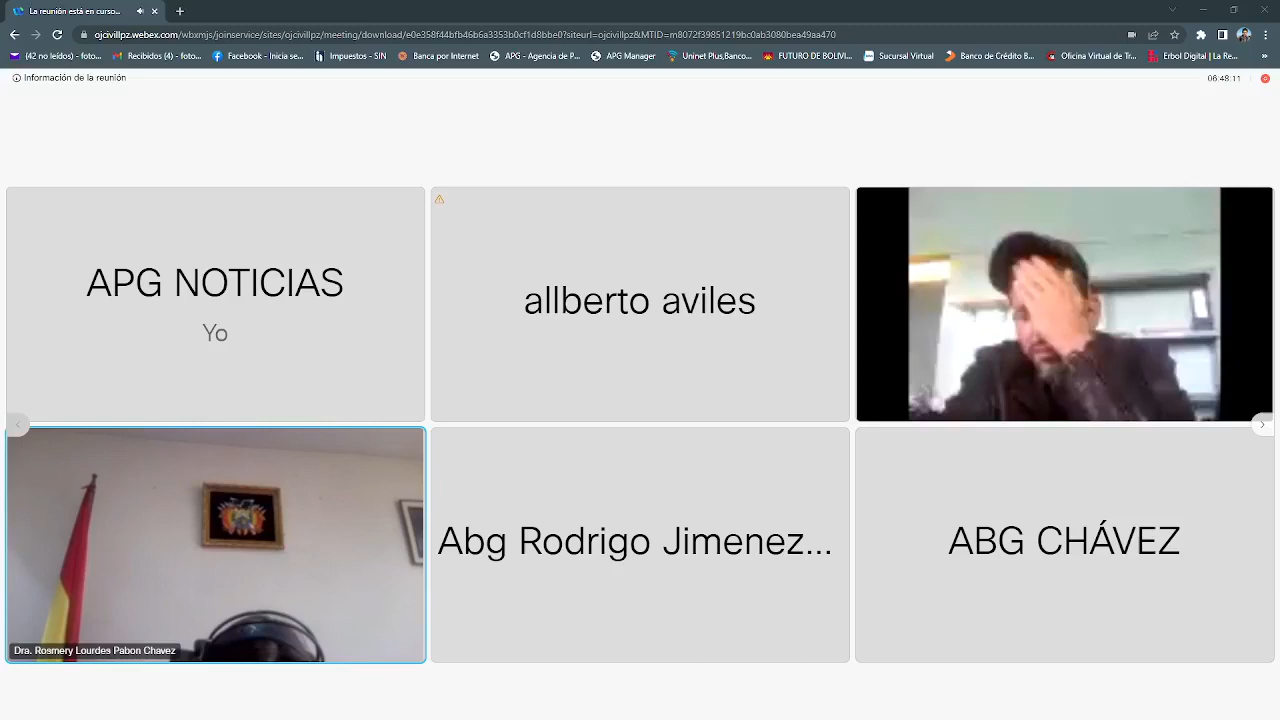 La reunión está en curso...
ojcivillpz.webex.com/wbxmjs/joinservice/sites/ojcivillpz/meeting/download/e0e358f44bfb46b6a33533c0cf1d6bbe0?siteurl=ojcivillpz&MTID=m8072f39851219bc0ab3080bea49aa470
(42 no leídos) - foto...
Recibidos (4) - foto...
Facebook - Inicia se...
Impuestos - SIN
Banca por Internet
APG - Agencia de P...
APG Manager
Uninet Plus,Banco...
FUTURO DE BOLIVI...
Sucursal Virtual
Banco de Crédito B...
Oficina Virtual de Tr...
Erbol Digital | La Re...
Información de la reunión
06:48:11
APG NOTICIAS
Yo
allberto aviles
Dra. Rosmery Lourdes Pabon Chavez
Abg Rodrigo Jimenez...
ABG CHÁVEZ